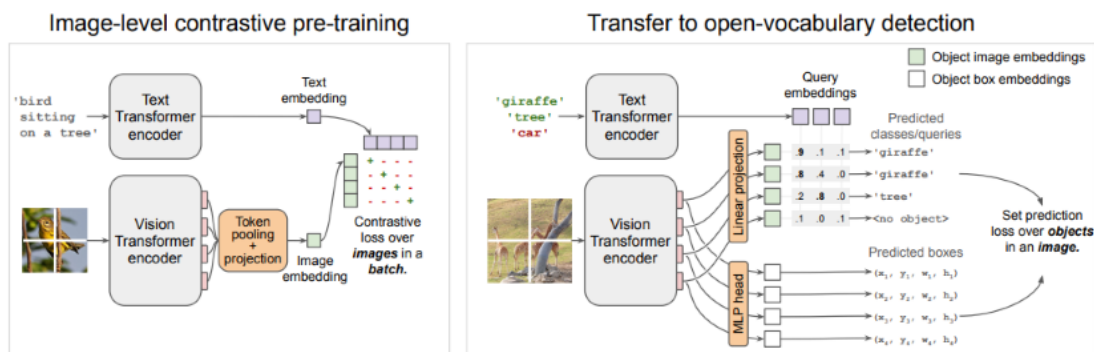 Image-level contrastive pre-training
'bird
sitting
on a tree'
Text
Transformer
encoder
Text
embedding
Vision
Transformer
encoder
Token
pooling
+
projection
Image
embedding
+ - - -
- + - -
- - + -
- - - +
Contrastive
loss over
images in a
batch.
Transfer to open-vocabulary detection
Object image embeddings
Object box embeddings
'giraffe'
'tree'
'car'
Text
Transformer
encoder
Query
embeddings
Predicted
classes/queries
Vision
Transformer
encoder
Linear projection
.9 .1 .1 'giraffe'
.8 .4 .0 'giraffe'
.2 .8 .0 'tree'
.1 .0 .1 <no object>
Set prediction
loss over objects
in an image.
Predicted boxes
MLP head
(x₁, y₁, w₁, h₁)
(x₂, y₂, w₂, h₂)
(x₃, y₃, w₃, h₃)
(x₄, y₄, w₄, h₄)